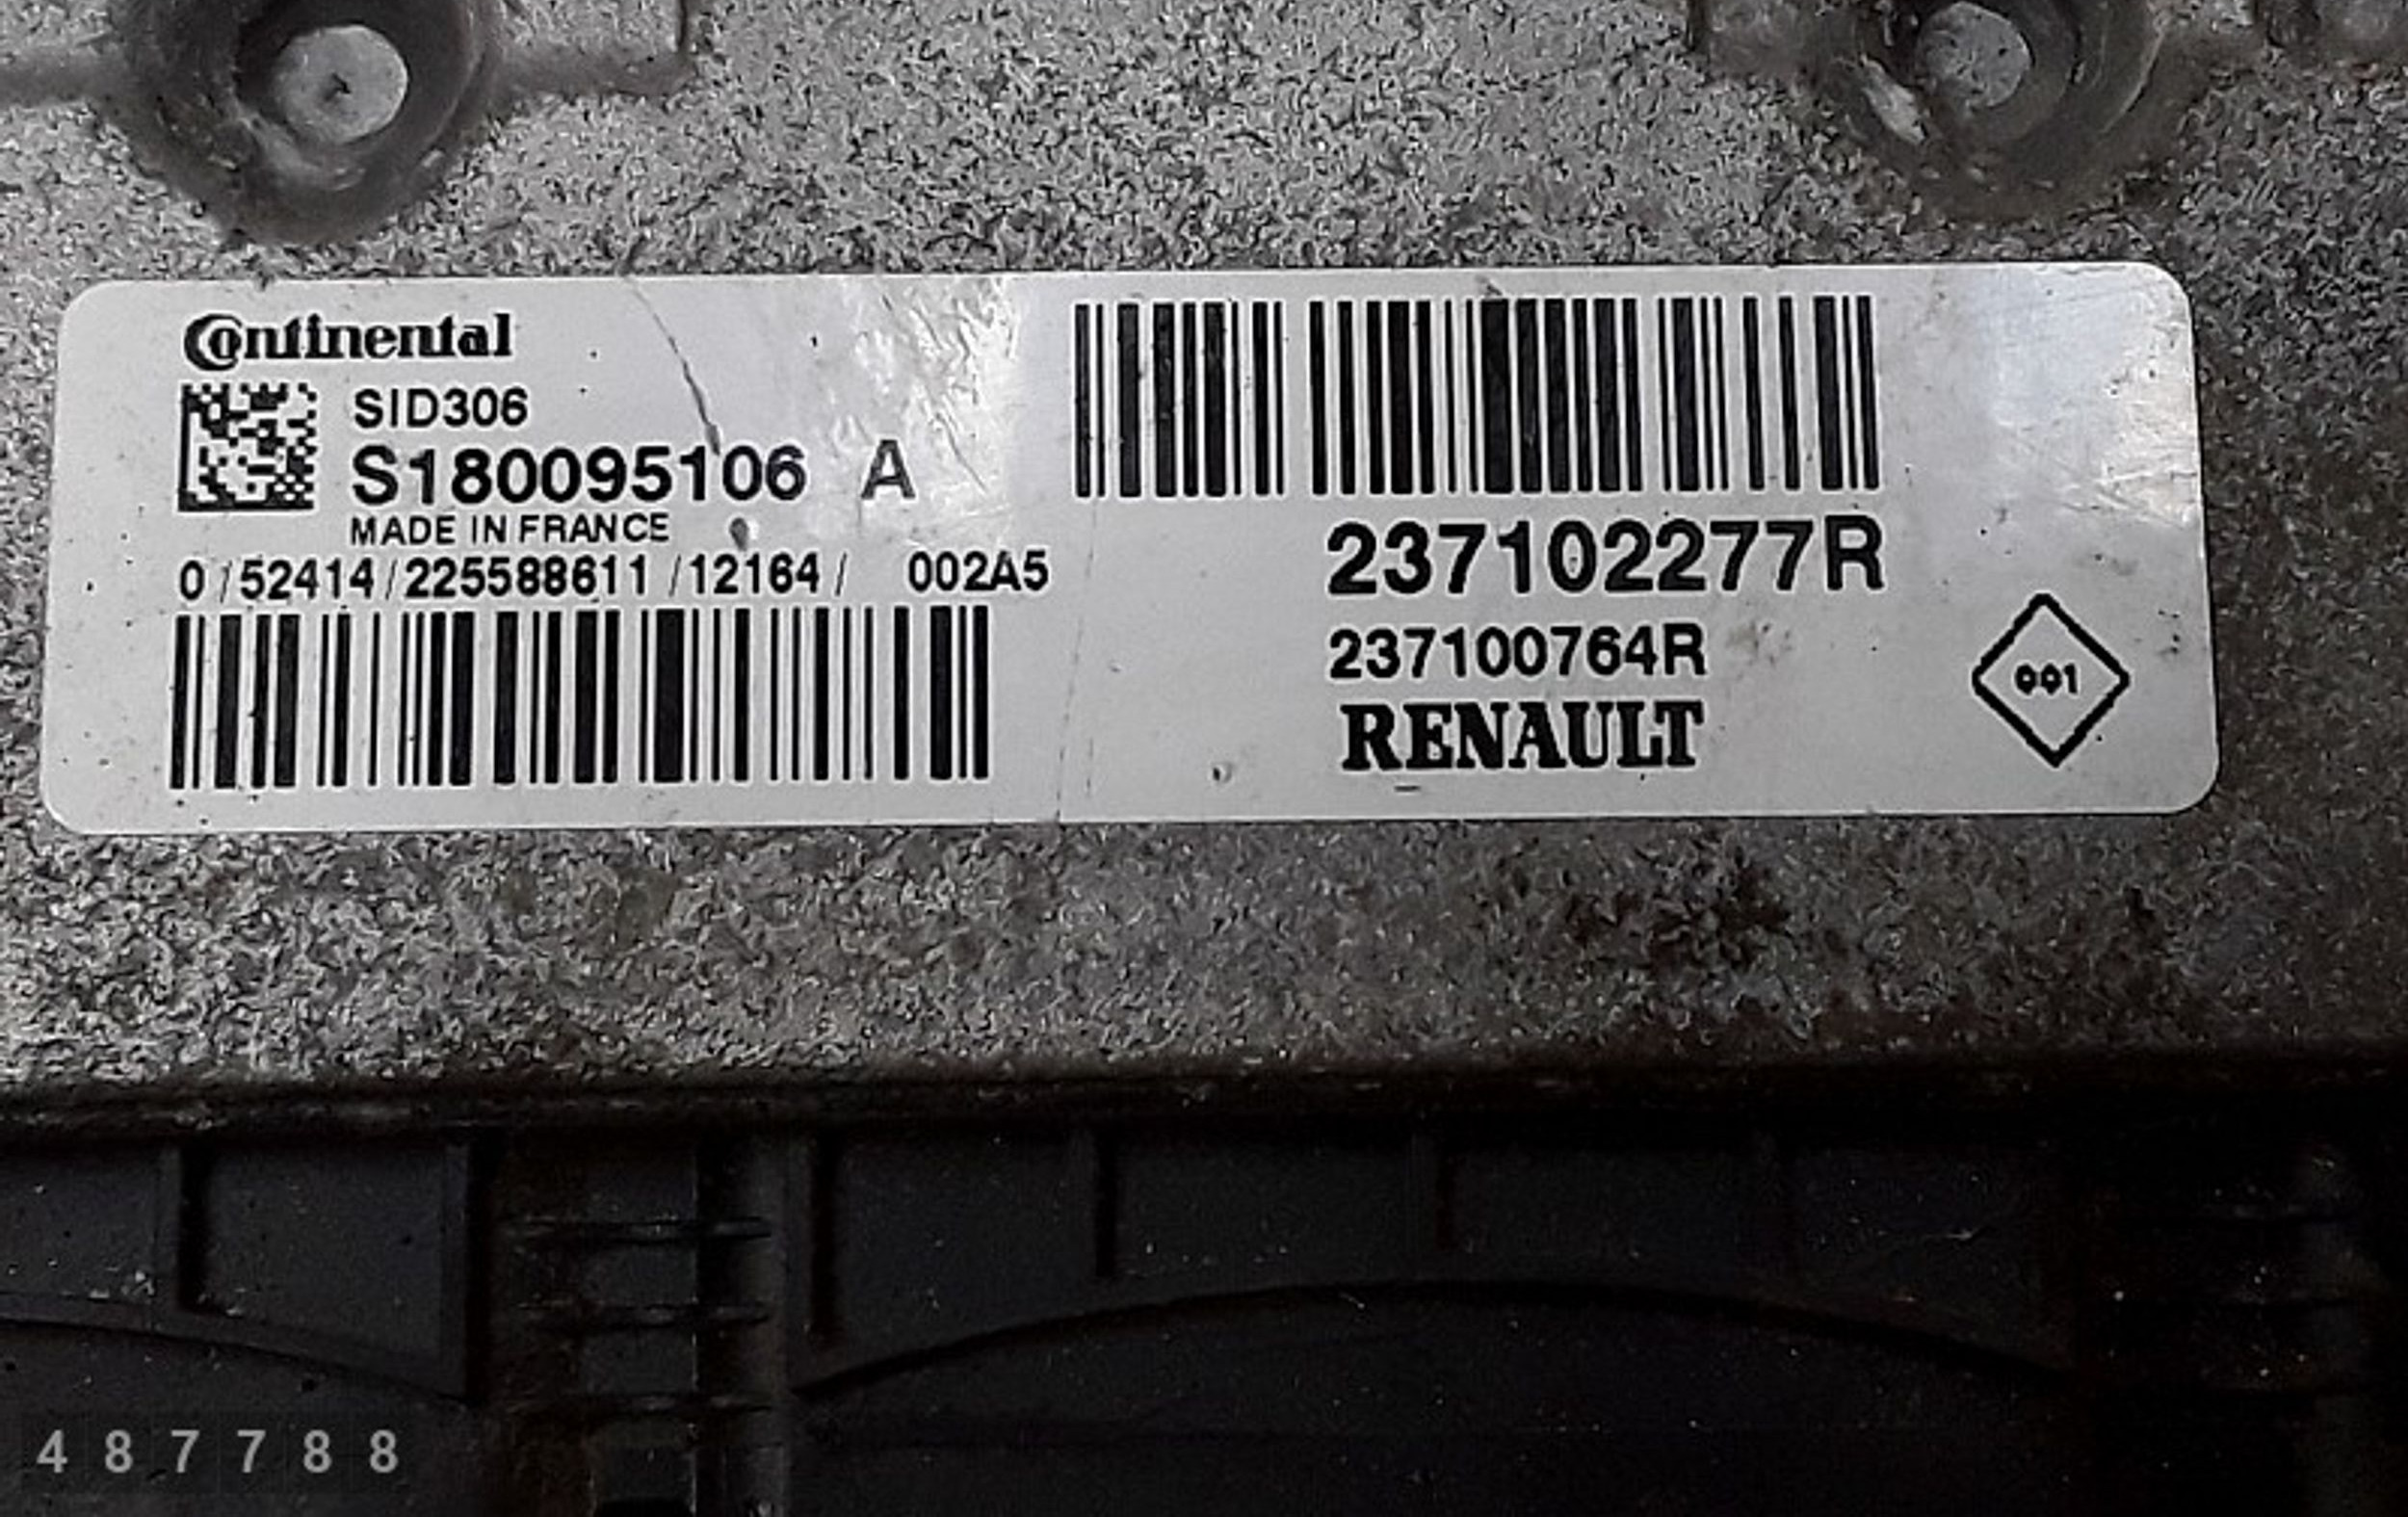 Continental
SID306
S180095106 A
MADE IN FRANCE
0/52414/225588611/12164/ 002A5
237102277R
237100764R
RENAULT
001
487788